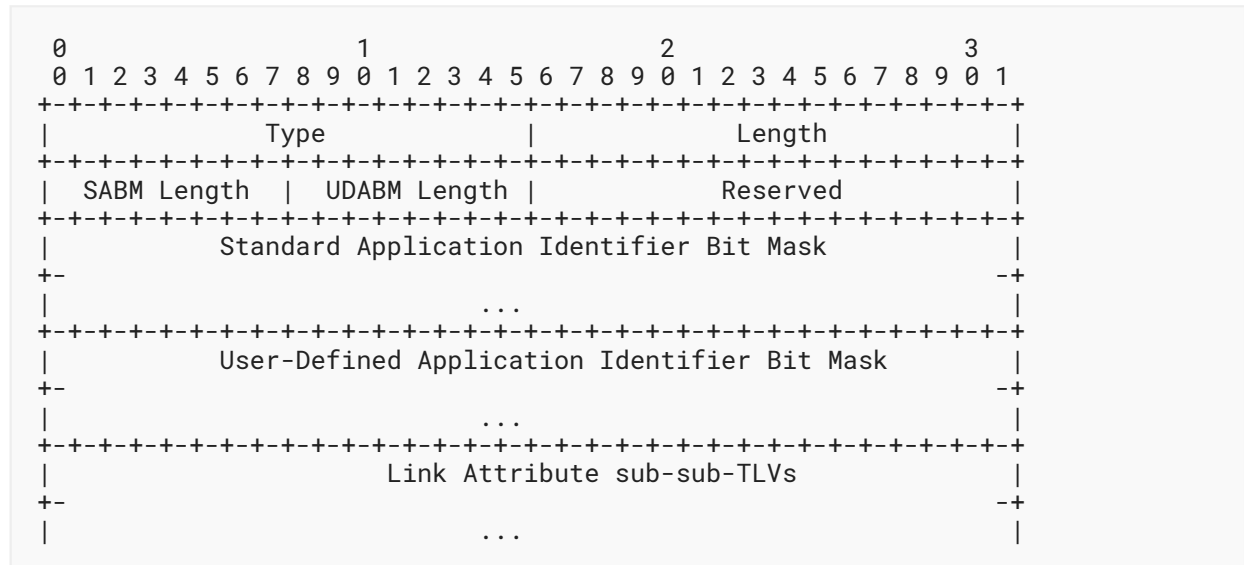 0                   1                   2                   3
 0 1 2 3 4 5 6 7 8 9 0 1 2 3 4 5 6 7 8 9 0 1 2 3 4 5 6 7 8 9 0 1
+-+-+-+-+-+-+-+-+-+-+-+-+-+-+-+-+-+-+-+-+-+-+-+-+-+-+-+-+-+-+-+-+
|              Type             |             Length            |
+-+-+-+-+-+-+-+-+-+-+-+-+-+-+-+-+-+-+-+-+-+-+-+-+-+-+-+-+-+-+-+-+
|  SABM Length  |  UDABM Length |            Reserved           |
+-+-+-+-+-+-+-+-+-+-+-+-+-+-+-+-+-+-+-+-+-+-+-+-+-+-+-+-+-+-+-+-+
|           Standard Application Identifier Bit Mask            |
+-                                                             -+
|                            ...                                |
+-+-+-+-+-+-+-+-+-+-+-+-+-+-+-+-+-+-+-+-+-+-+-+-+-+-+-+-+-+-+-+-+
|           User-Defined Application Identifier Bit Mask        |
+-                                                             -+
|                            ...                                |
+-+-+-+-+-+-+-+-+-+-+-+-+-+-+-+-+-+-+-+-+-+-+-+-+-+-+-+-+-+-+-+-+
|                      Link Attribute sub-sub-TLVs              |
+-                                                             -+
|                            ...                                |